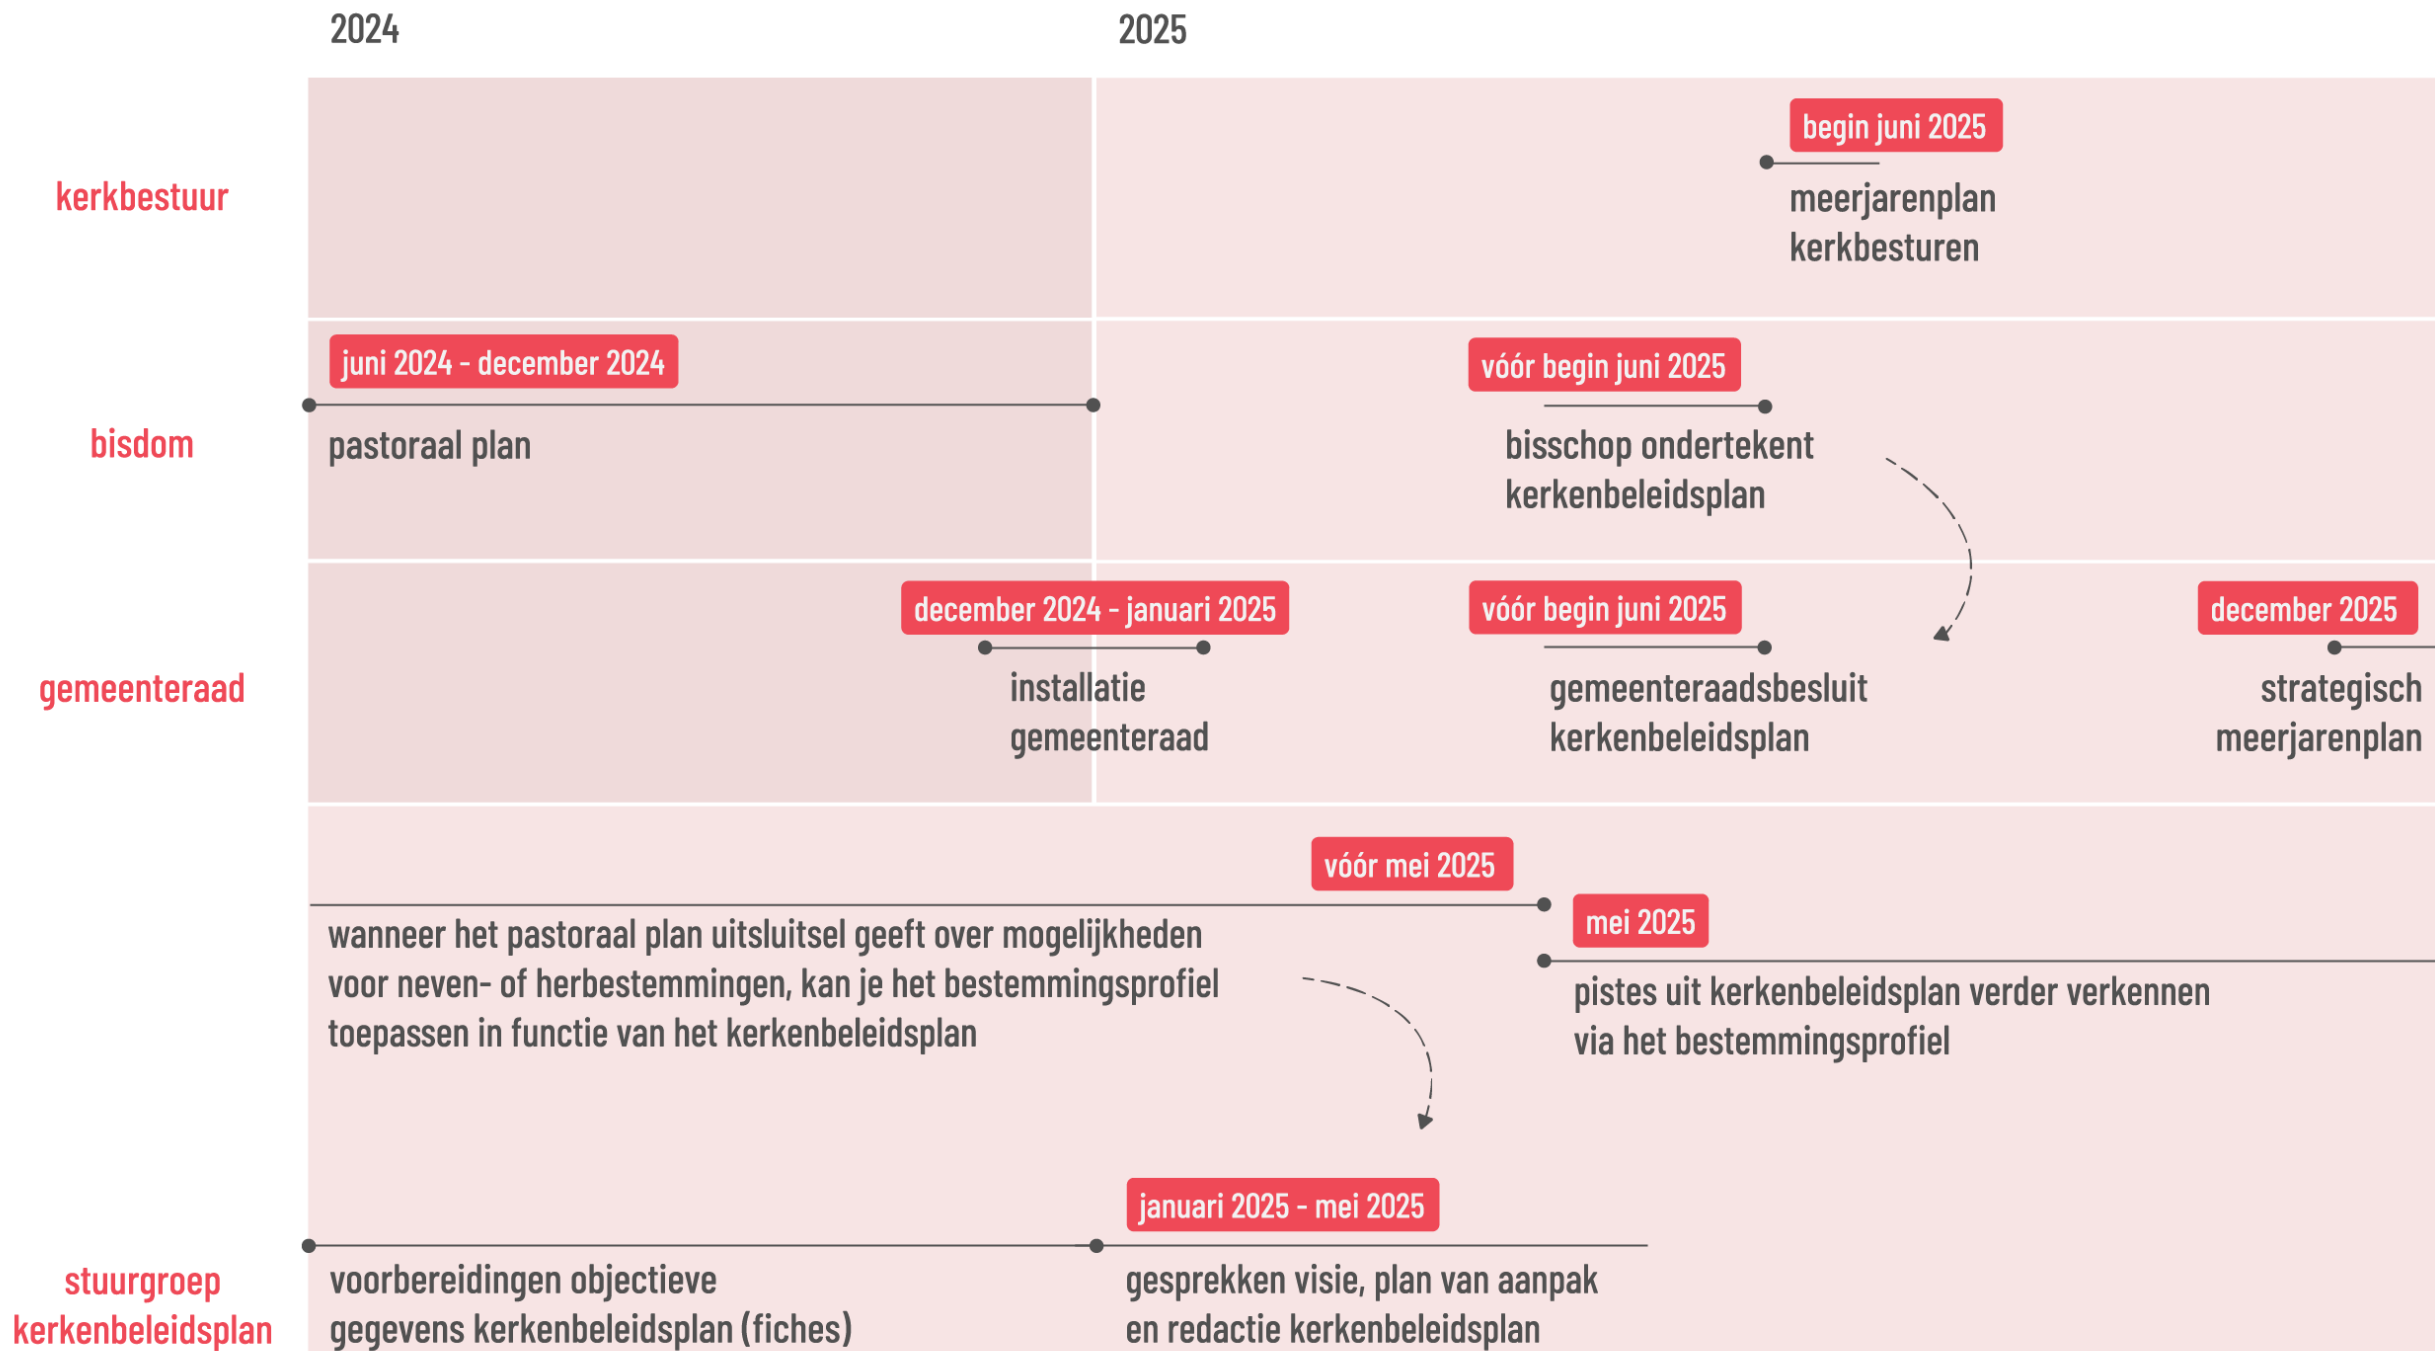 2024
2025
kerkbestuur
begin juni 2025
meerjarenplan
kerkbesturen
bisdom
juni 2024 - december 2024
pastoraal plan
vóór begin juni 2025
bisschop ondertekent
kerkenbeleidsplan
gemeenteraad
december 2024 - januari 2025
installatie
gemeenteraad
vóór begin juni 2025
gemeenteraadsbesluit
kerkenbeleidsplan
december 2025
strategisch
meerjarenplan
vóór mei 2025
wanneer het pastoraal plan uitsluitsel geeft over mogelijkheden
voor neven- of herbestemmingen, kan je het bestemmingsprofiel
toepassen in functie van het kerkenbeleidsplan
mei 2025
pistes uit kerkenbeleidsplan verder verkennen
via het bestemmingsprofiel
stuurgroep
kerkenbeleidsplan
voorbereidingen objectieve
gegevens kerkenbeleidsplan (fiches)
januari 2025 - mei 2025
gesprekken visie, plan van aanpak
en redactie kerkenbeleidsplan